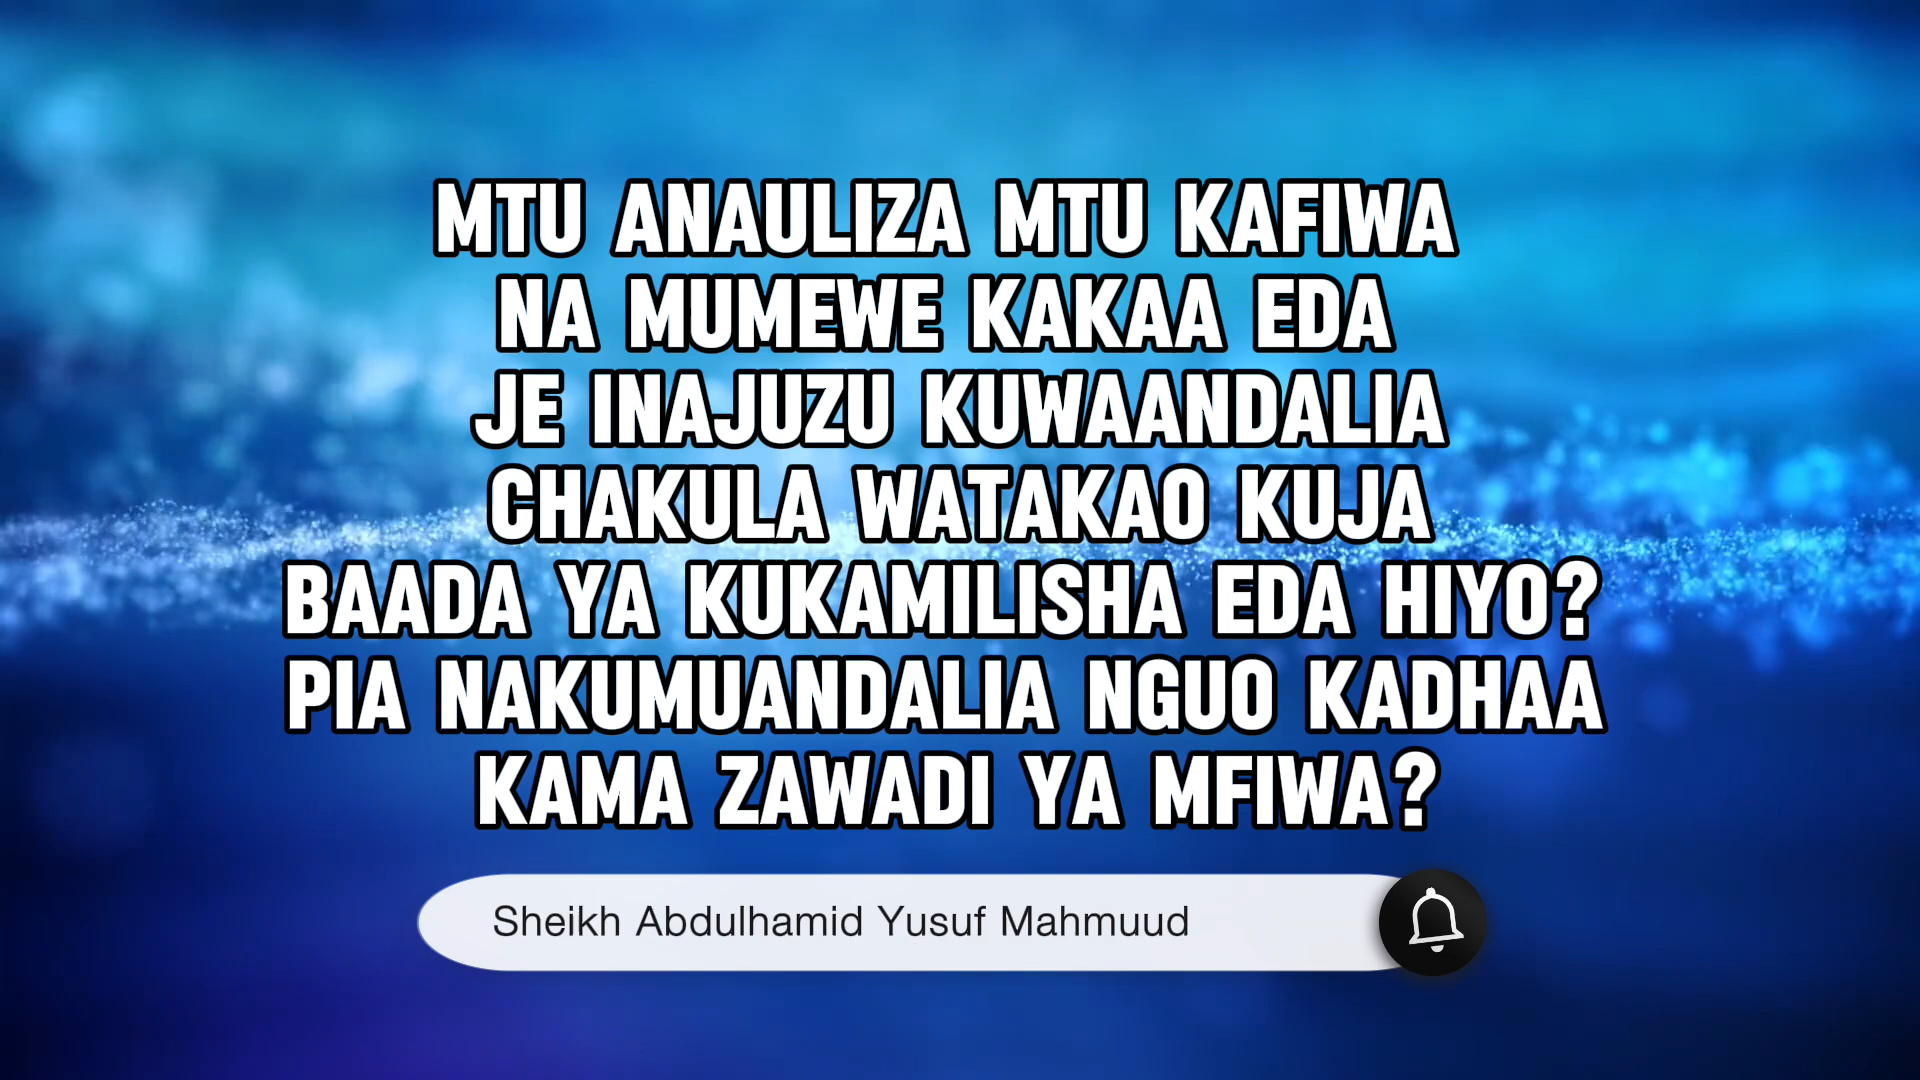 MTU ANAULIZA MTU KAFIWA
NA MUMEWE KAKAA EDA
JE INAJUZU KUWAANDALIA
CHAKULA WATAKAO KUJA
BAADA YA KUKAMILISHA EDA HIYO?
PIA NAKUMUANDALIA NGUO KADHAA
KAMA ZAWADI YA MFIWA?
Sheikh Abdulhamid Yusuf Mahmuud